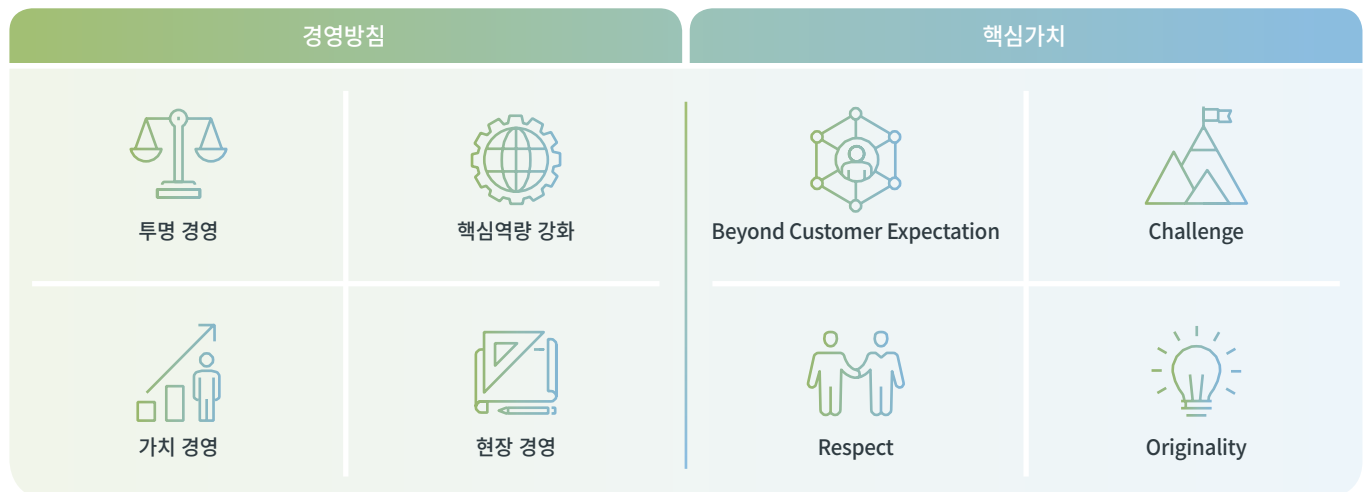 경영방침
핵심가치
투명 경영
핵심역량 강화
Beyond Customer Expectation
Challenge
가치 경영
현장 경영
Respect
Originality